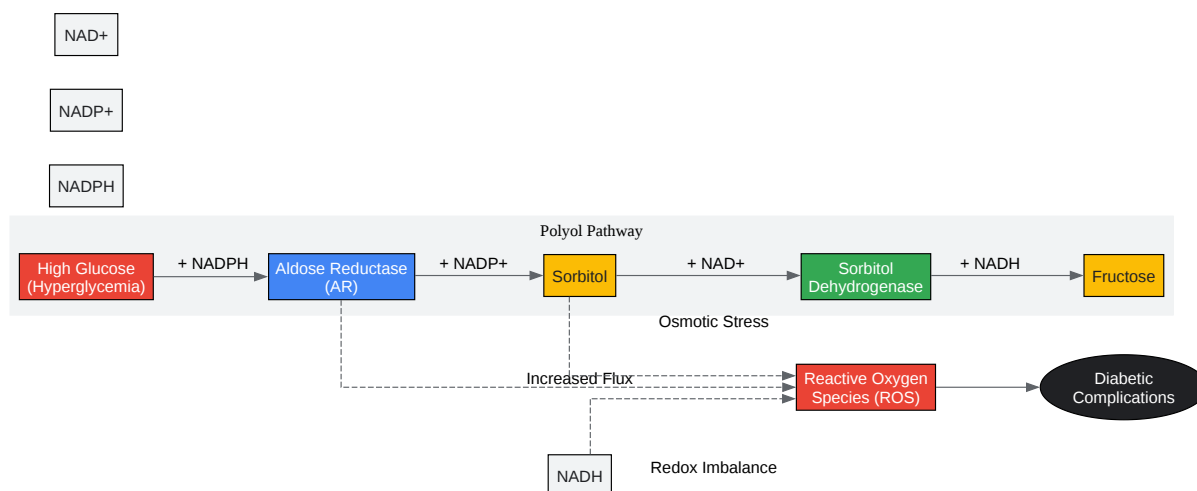 NAD+
NADP+
NADPH
Polyol Pathway
High Glucose
(Hyperglycemia)
+ NADPH
Aldose Reductase
(AR)
+ NADP+
Sorbitol
+ NAD+
Sorbitol
Dehydrogenase
+ NADH
Fructose
Osmotic Stress
Increased Flux
Reactive Oxygen
Species (ROS)
Diabetic
Complications
NADH
Redox Imbalance